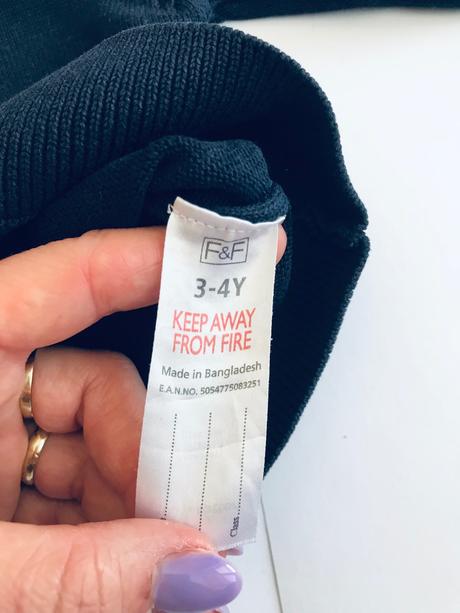 F&F
3-4Y
KEEP AWAY
FROM FIRE
Made in Bangladesh
E.A.N.NO. 5054775083251
Class